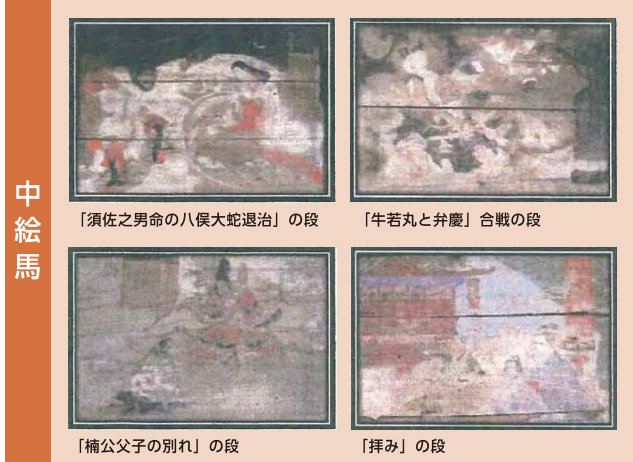 中絵馬
「須佐之男命の八俣大蛇退治」の段
「牛若丸と弁慶」合戦の段
「楠公父子の別れ」の段
「拝み」の段